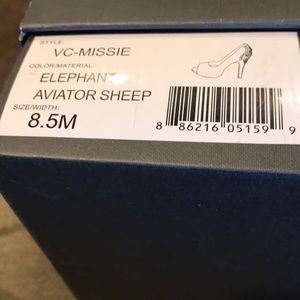 STYLE:
VC-MISSIE
COLOR/MATERIAL:
ELEPHANT
AVIATOR SHEEP
SIZE/WIDTH:
8.5M
8 86216 05159 9